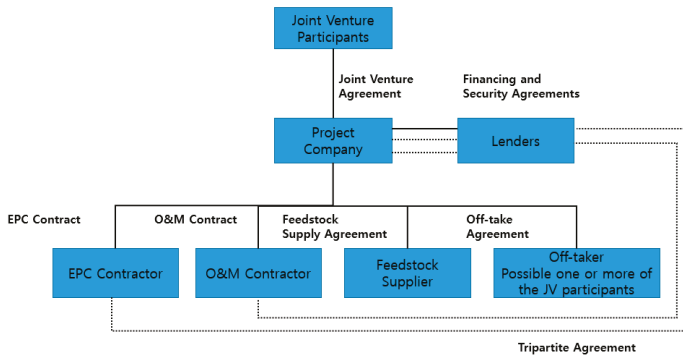 Joint Venture
Participants
Joint Venture
Agreement
Financing and
Security Agreements
Project
Company
Lenders
EPC Contract
O&M Contract
Feedstock
Supply Agreement
Off-take
Agreement
EPC Contractor
O&M Contractor
Feedstock
Supplier
Off-taker
Possible one or more of
the JV participants
Tripartite Agreement